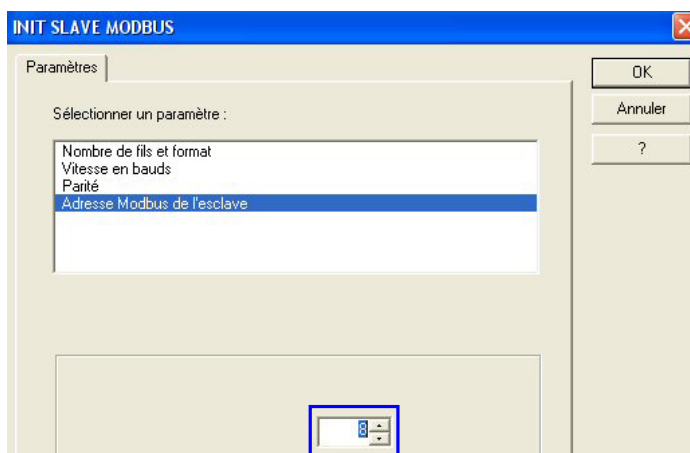 INIT SLAVE MODBUS
Paramètres
OK
Sélectionner un paramètre :
Annuler
Nombre de fils et format
?
Vitesse en bauds
Parité
Adresse Modbus de l'esclave
8